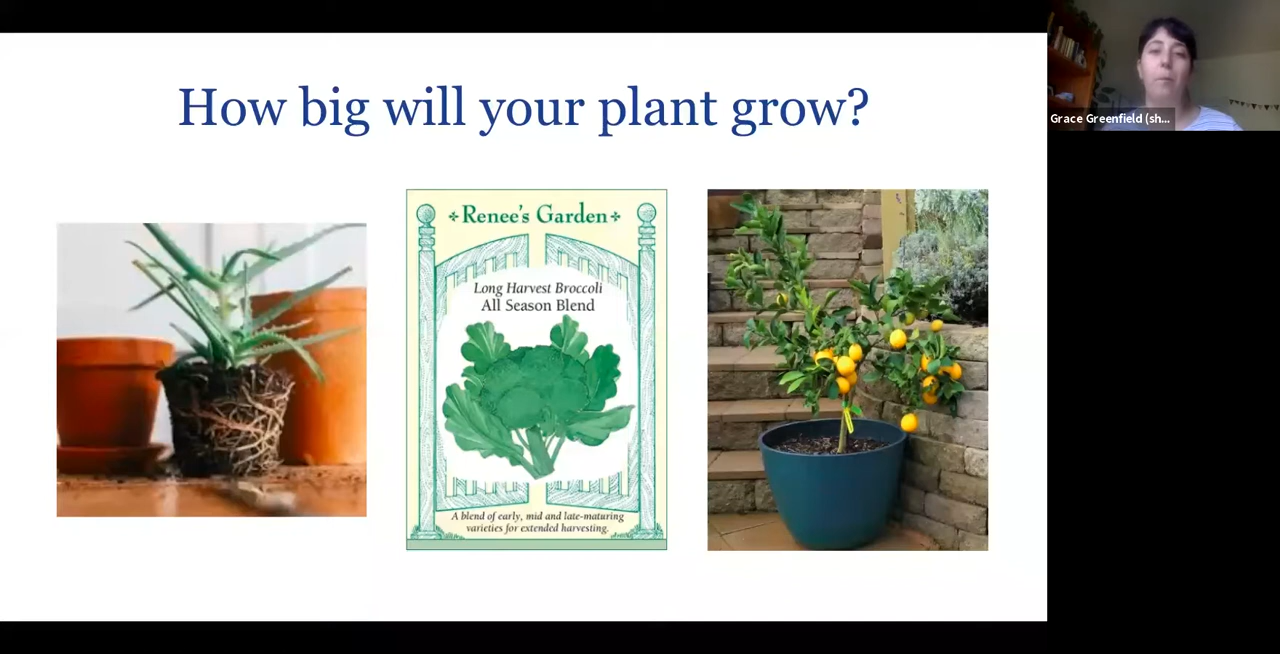 How big will your plant grow?
Renee's Garden
Long Harvest Broccoli
All Season Blend
A blend of early, mid and late-maturing
varieties for extended harvesting.
Grace Greenfield (sh...